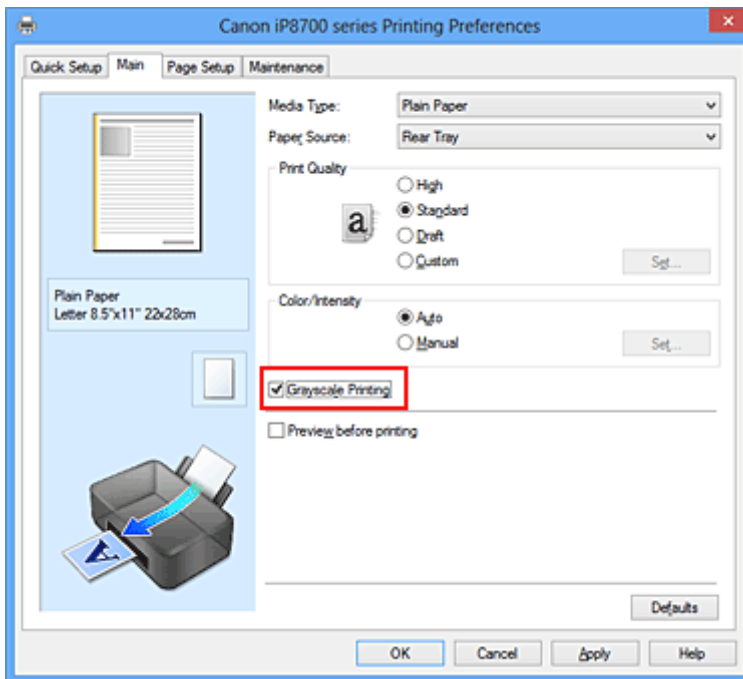 Canon iP8700 series Printing Preferences
Quick Setup Main Page Setup Maintenance
Media Type: Plain Paper
Paper Source: Rear Tray
Print Quality
High
a Standard
Draft
Custom Set...
Plain Paper
Letter 8.5"x11" 22x28cm
Color/Intensity
Auto
Manual Set...
Grayscale Printing
Preview before printing
A
Defaults
OK Cancel Apply Help